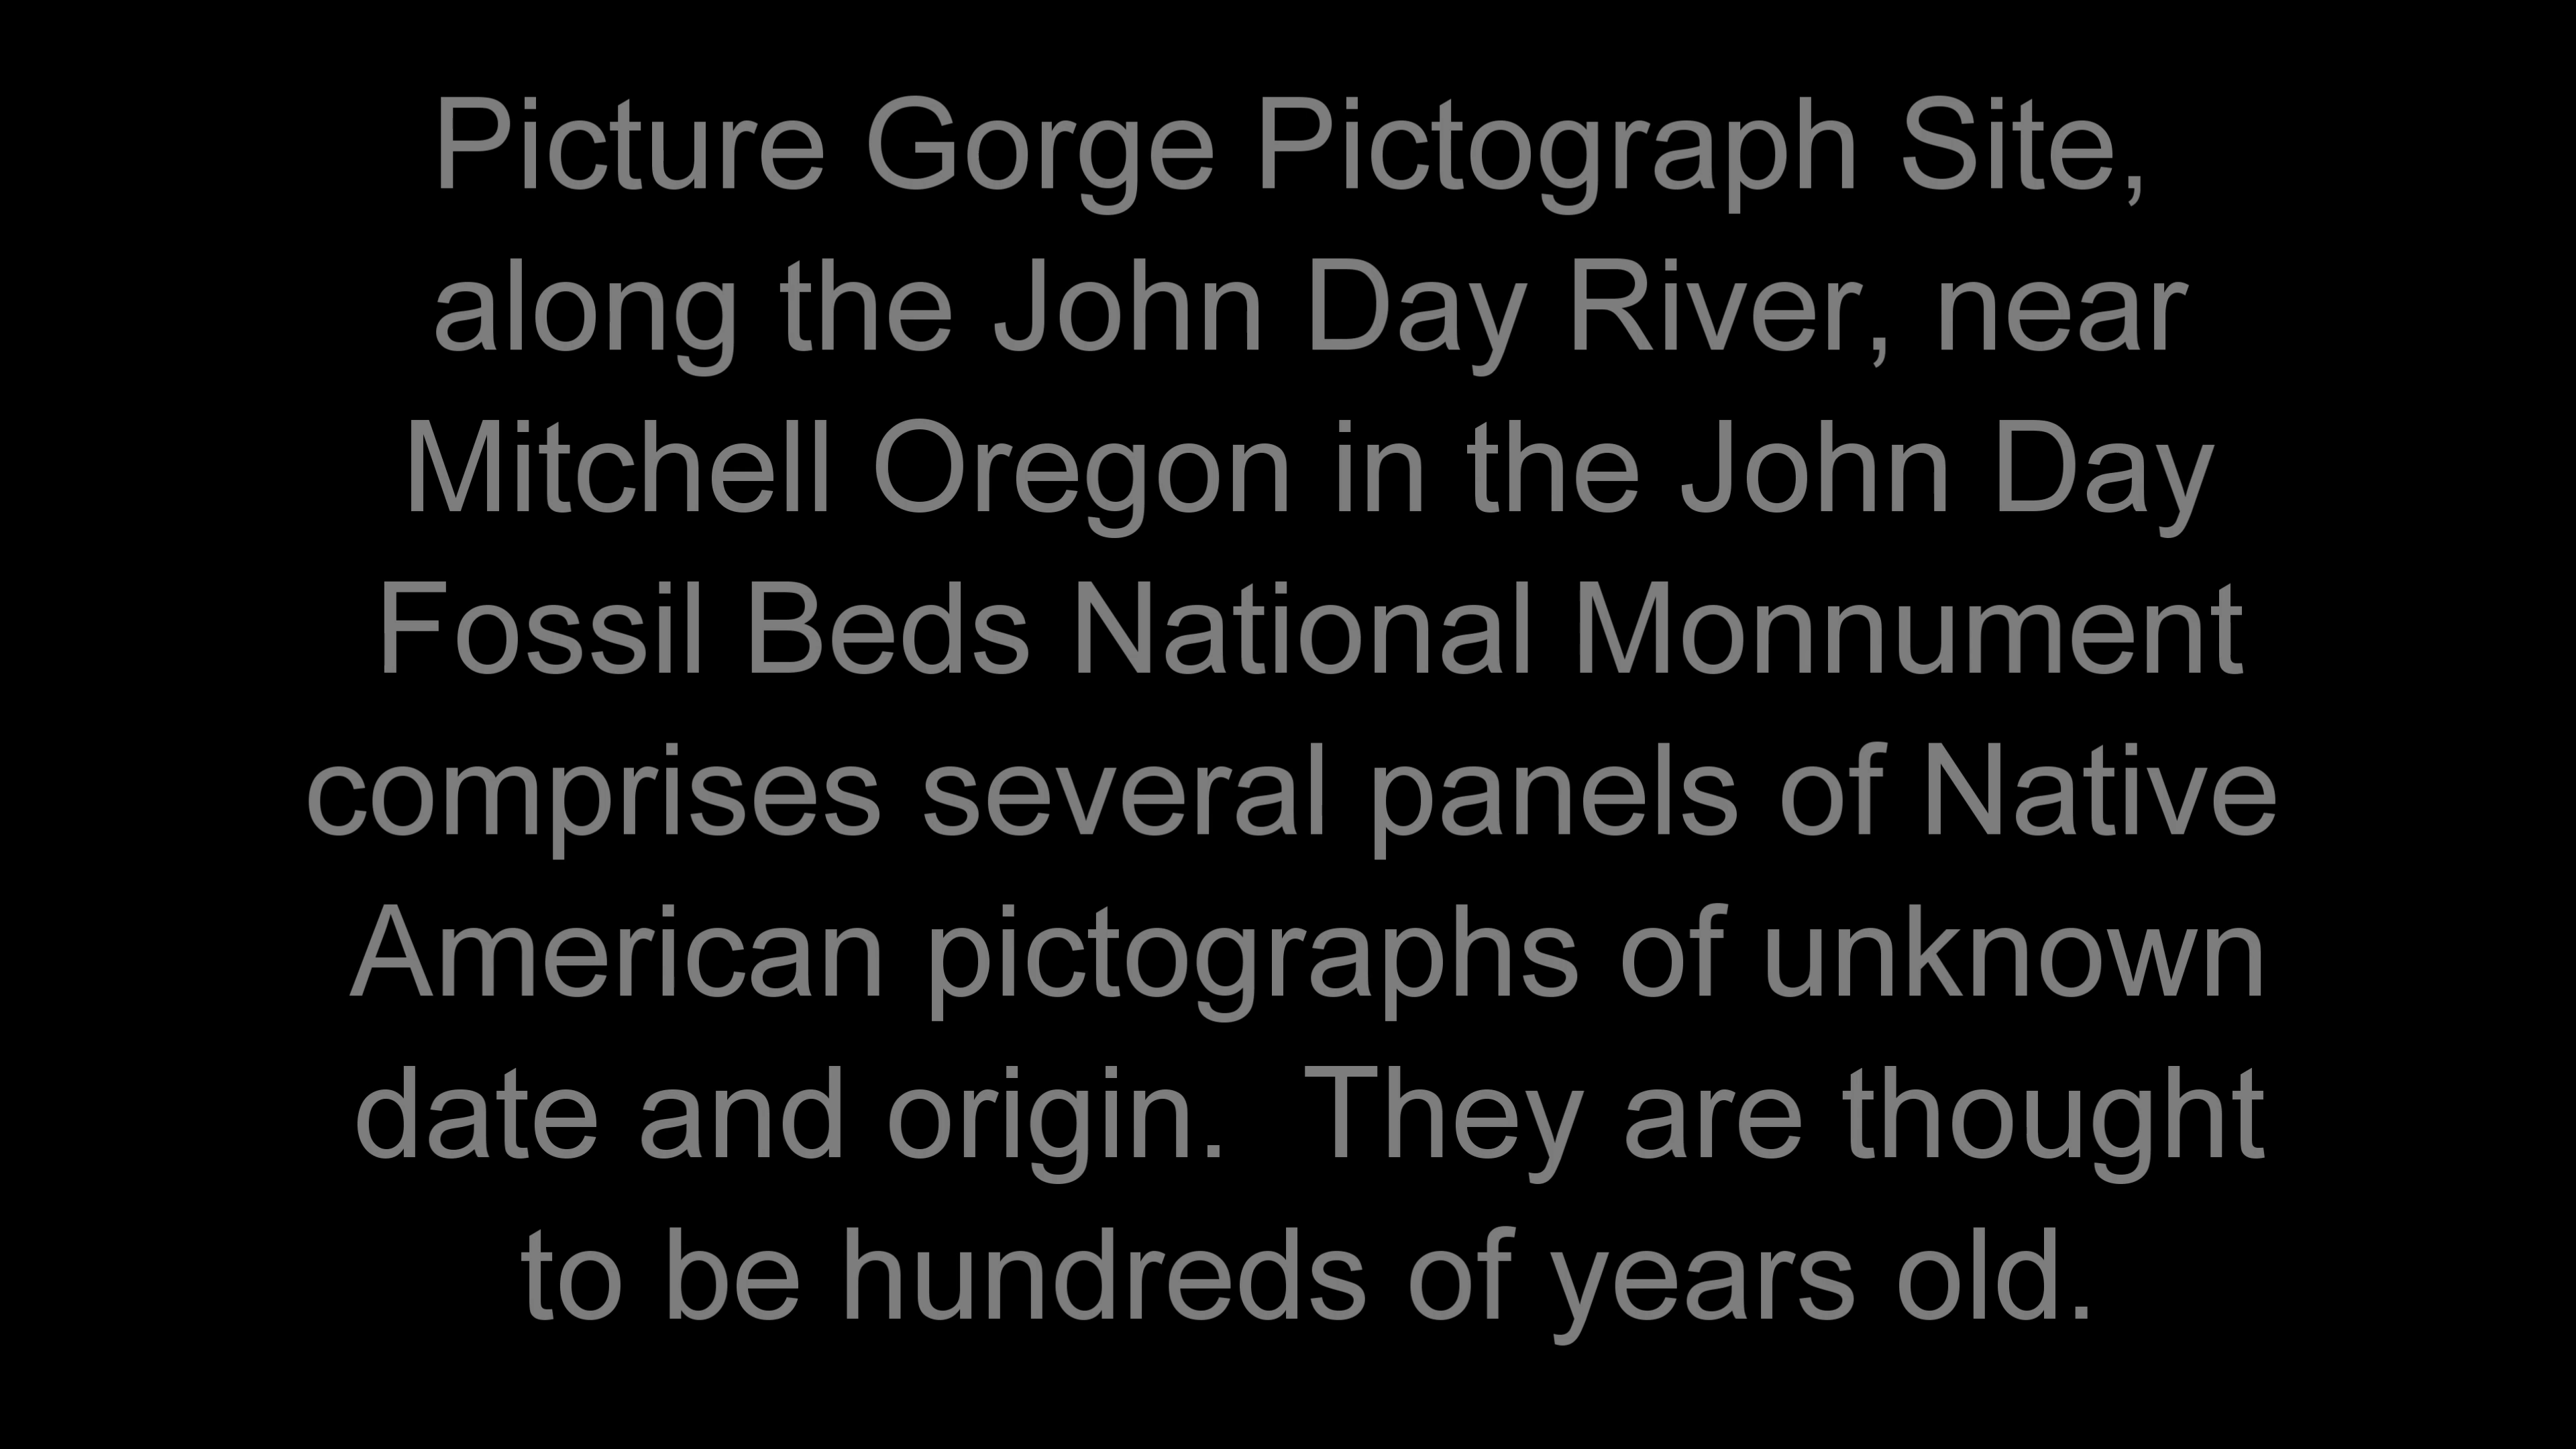 Picture Gorge Pictograph Site,
along the John Day River, near
Mitchell Oregon in the John Day
Fossil Beds National Monnument
comprises several panels of Native
American pictographs of unknown
date and origin.  They are thought
to be hundreds of years old.